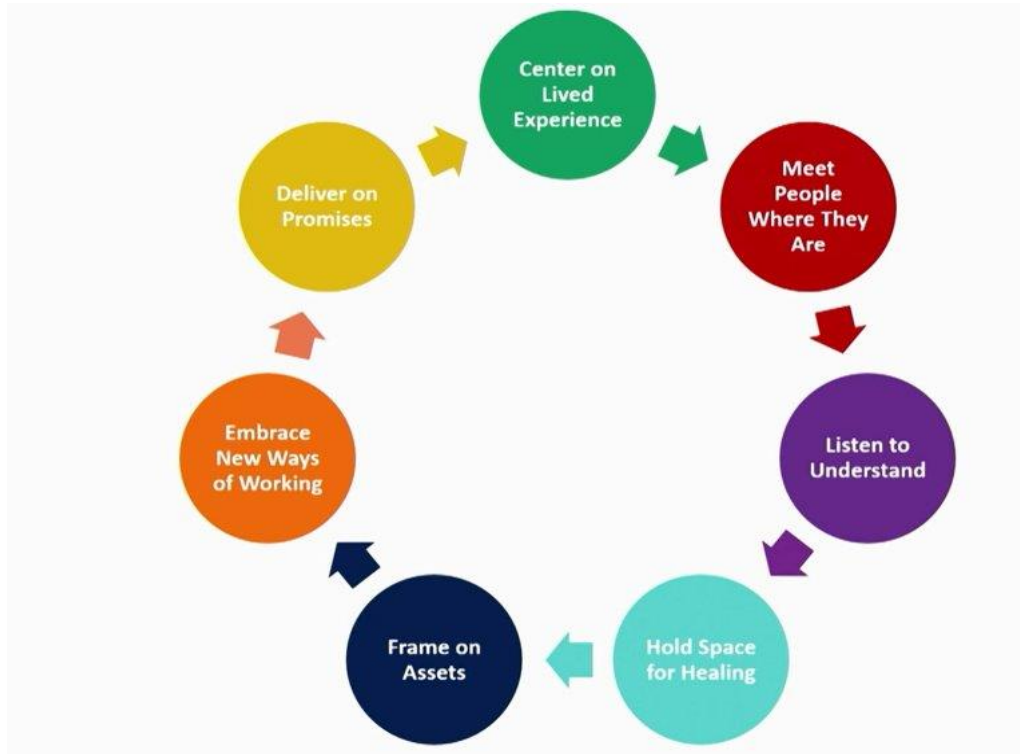 Center on
Lived
Experience
Meet
People
Where They
Are
Listen to
Understand
Hold Space
for Healing
Frame on
Assets
Embrace
New Ways
of Working
Deliver on
Promises